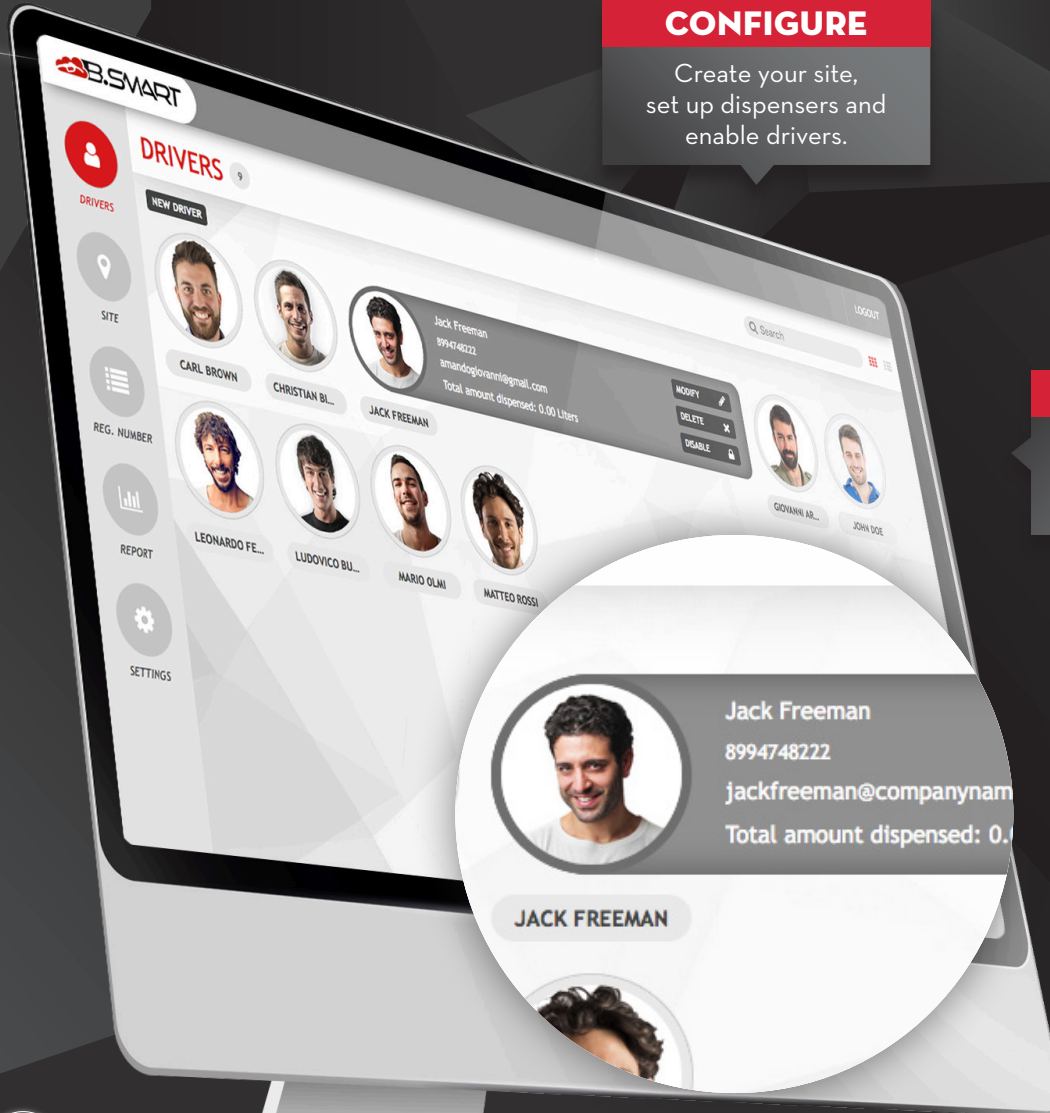 CONFIGURE
Create your site,
set up dispensers and
enable drivers.
B.SMART
LOGOUT
DRIVERS 9
Search
NEW DRIVER
DRIVERS
SITE
REG. NUMBER
REPORT
SETTINGS
CARL BROWN
CHRISTIAN BI...
JACK FREEMAN
Jack Freeman
8994748222
amandogiovanni@gmail.com
Total amount dispensed: 0.00 Liters
MODIFY
DELETE
DISABLE
GIOVANNI AR...
JOHN DOE
LEONARDO FE...
LUDOVICO BU...
MARIO OLMI
MATTEO ROSSI
Jack Freeman
8994748222
jackfreeman@companynam
Total amount dispensed: 0.
JACK FREEMAN